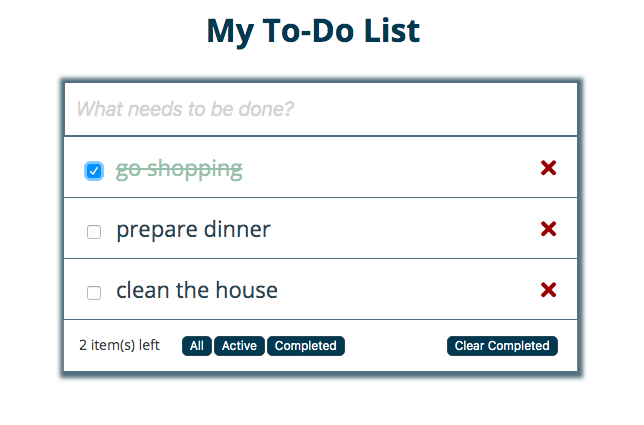 My To-Do List
What needs to be done?
go shopping
prepare dinner
clean the house
2 item(s) left All Active Completed Clear Completed